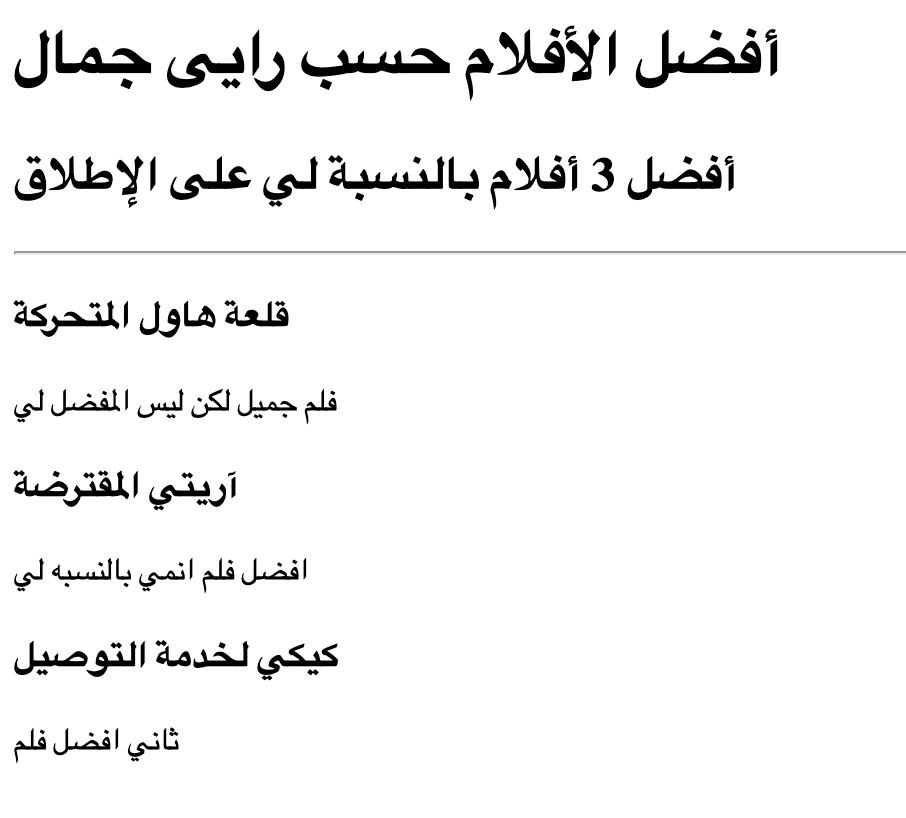 أفضل الأفلام حسب رايى جمال
أفضل 3 أفلام بالنسبة لي على الإطلاق
قلعة هاول المتحركة
فلم جميل لكن ليس المفضل لي
آريتي المقترضة
افضل فلم انمي بالنسبه لي
كيكي لخدمة التوصيل
ثاني افضل فلم